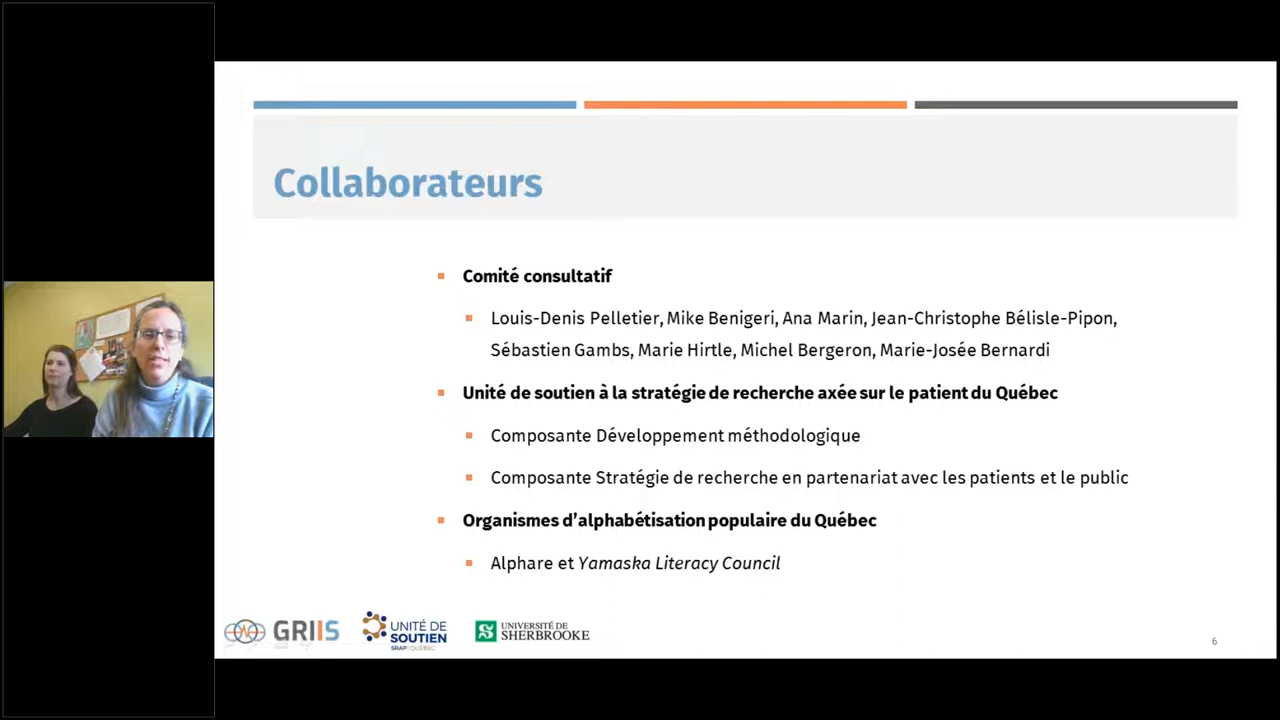 Collaborateurs
Comité consultatif
Louis-Denis Pelletier, Mike Benigeri, Ana Marin, Jean-Christophe Bélisle-Pipon,
Sébastien Gambs, Marie Hirtle, Michel Bergeron, Marie-Josée Bernardi
Unité de soutien à la stratégie de recherche axée sur le patient du Québec
Composante Développement méthodologique
Composante Stratégie de recherche en partenariat avec les patients et le public
Organismes d'alphabétisation populaire du Québec
Alphare et Yamaska Literacy Council
GRIIS
UNITÉ DE
SOUTIEN
SRAP QUÉBEC
UNIVERSITÉ DE
SHERBROOKE
6